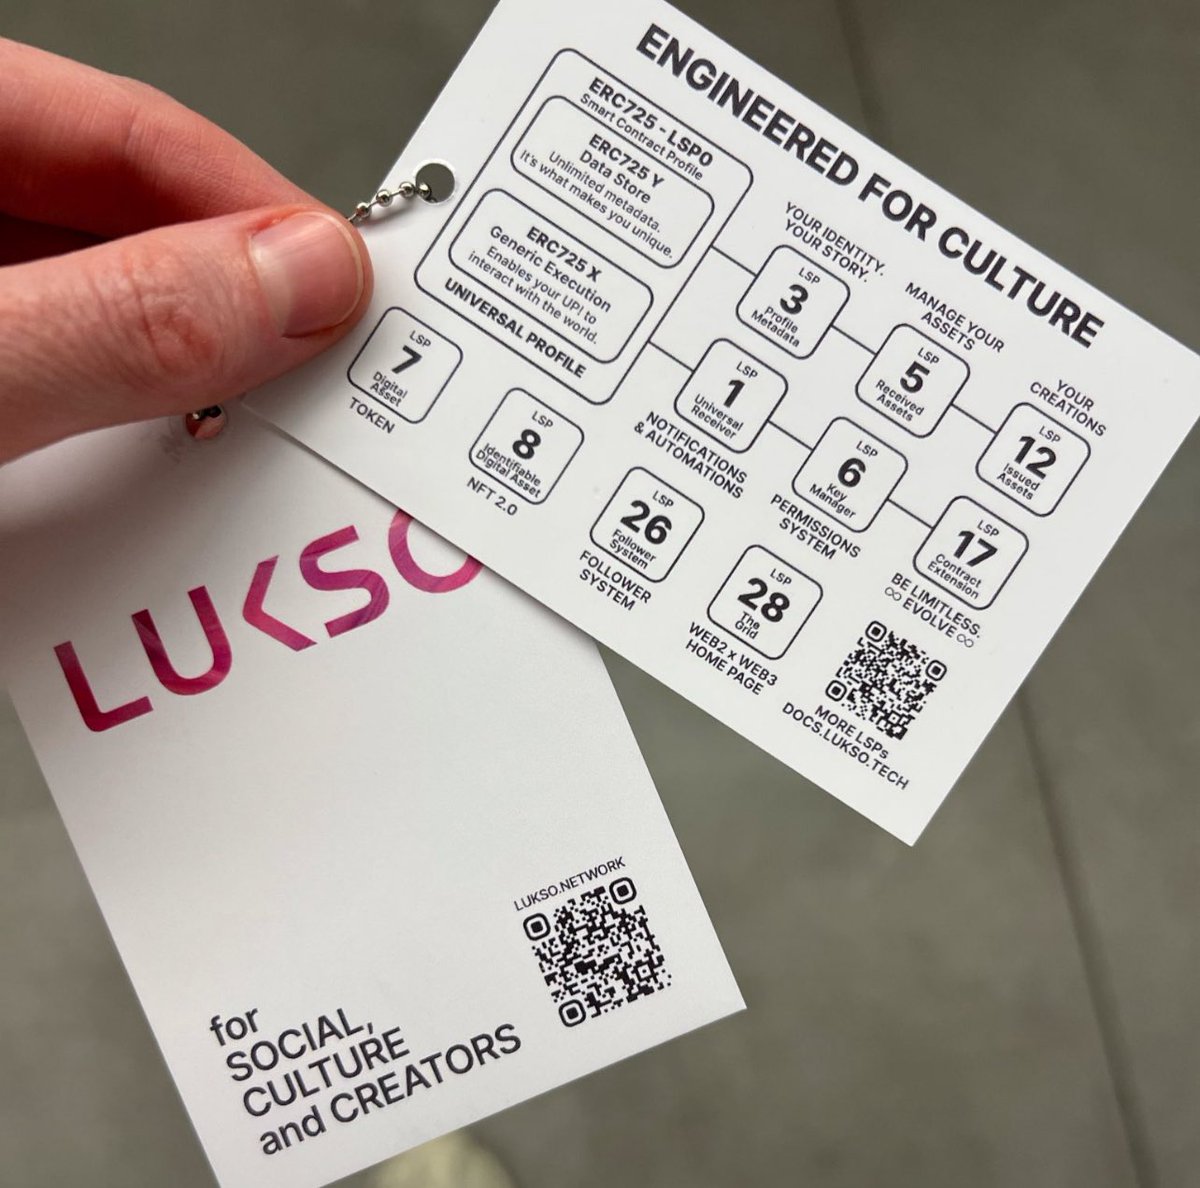 ENGINEERED FOR CULTURE
ERC725 - LSP0
Smart Contract Profile
ERC725 Y
Data Store
Unlimited metadata.
It's what makes you unique.
ERC725 X
Generic Execution
Enables your UP! to
interact with the world.
UNIVERSAL PROFILE
YOUR IDENTITY.
YOUR STORY.
LSP
3
Profile
Metadata
MANAGE YOUR
ASSETS
LSP
5
Received
Assets
YOUR
CREATIONS
LSP
12
Issued
Assets
LSP
1
Universal
Receiver
NOTIFICATIONS
& AUTOMATIONS
LSP
6
Key
Manager
PERMISSIONS
SYSTEM
LSP
17
Contract
Extension
BE LIMITLESS.
∞ EVOLVE ∞
LSP
7
Digital
Asset
TOKEN
LSP
8
Identifiable
Digital Asset
NFT 2.0
LSP
26
Follower
System
FOLLOWER
SYSTEM
LSP
28
The
Grid
WEB2 x WEB3
HOME PAGE
MORE LSPs
DOCS.LUKSO.TECH
LUKSO
LUKSO.NETWORK
for
SOCIAL,
CULTURE
and CREATORS